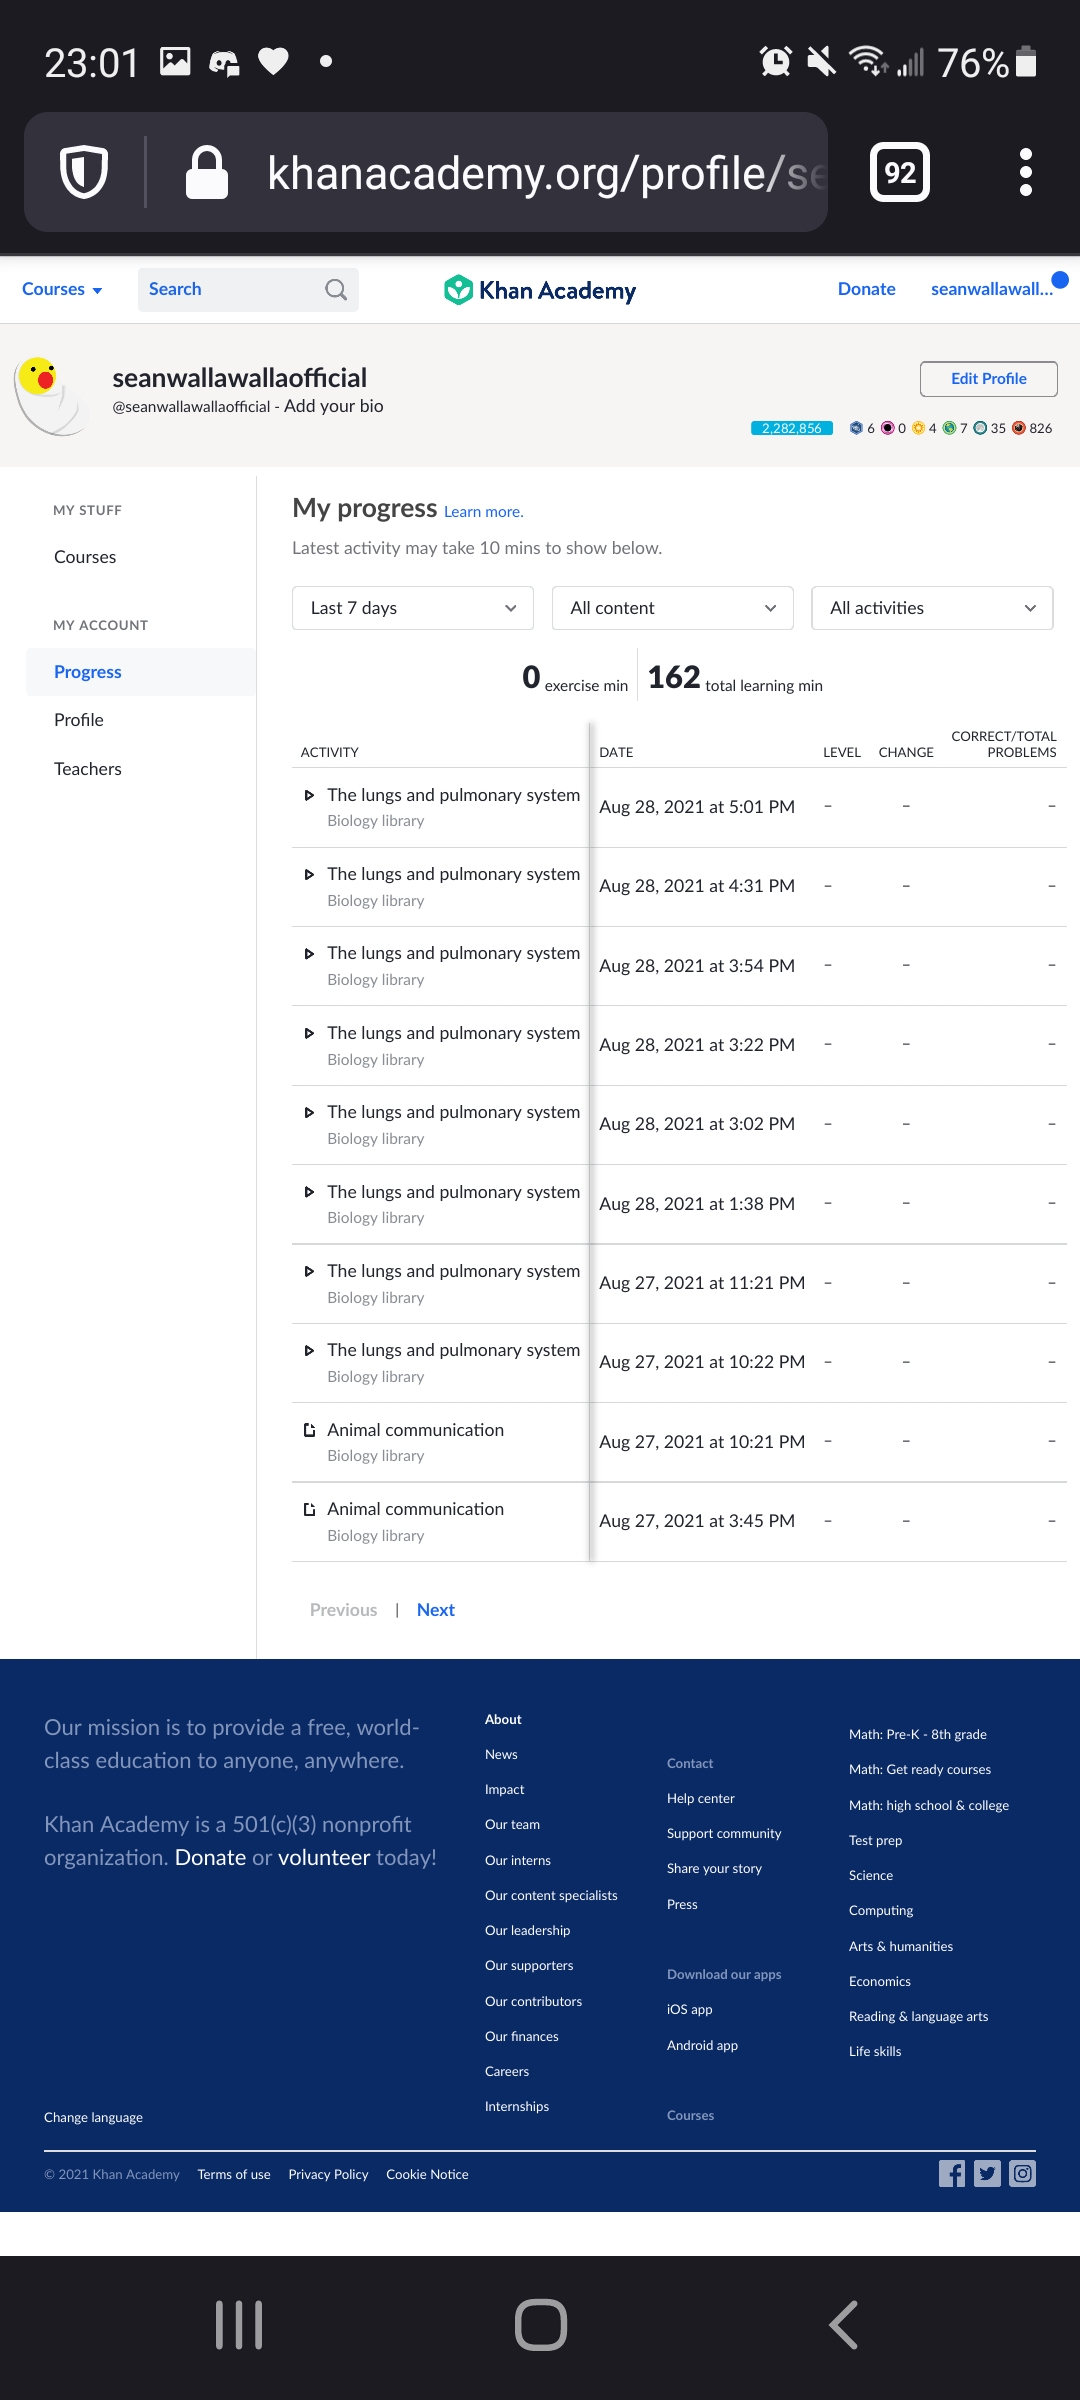 23:01
76%
khanacademy.org/profile/se
92
Courses
Search
Khan Academy
Donate
seanwallawall...
seanwallawallaofficial
@seanwallawallaofficial - Add your bio
Edit Profile
2,282,856
6
0
4
7
35
826
MY STUFF
Courses
MY ACCOUNT
Progress
Profile
Teachers
My progress Learn more.
Latest activity may take 10 mins to show below.
Last 7 days
All content
All activities
0 exercise min
162 total learning min
ACTIVITY DATE LEVEL CHANGE CORRECT/TOTAL PROBLEMS
The lungs and pulmonary system
Biology library
Aug 28, 2021 at 5:01 PM – – –
The lungs and pulmonary system
Biology library
Aug 28, 2021 at 4:31 PM – – –
The lungs and pulmonary system
Biology library
Aug 28, 2021 at 3:54 PM – – –
The lungs and pulmonary system
Biology library
Aug 28, 2021 at 3:22 PM – – –
The lungs and pulmonary system
Biology library
Aug 28, 2021 at 3:02 PM – – –
The lungs and pulmonary system
Biology library
Aug 28, 2021 at 1:38 PM – – –
The lungs and pulmonary system
Biology library
Aug 27, 2021 at 11:21 PM – – –
The lungs and pulmonary system
Biology library
Aug 27, 2021 at 10:22 PM – – –
Animal communication
Biology library
Aug 27, 2021 at 10:21 PM – – –
Animal communication
Biology library
Aug 27, 2021 at 3:45 PM – – –
Previous | Next
Our mission is to provide a free, world-
class education to anyone, anywhere.
Khan Academy is a 501(c)(3) nonprofit
organization. Donate or volunteer today!
About
News
Impact
Our team
Our interns
Our content specialists
Our leadership
Our supporters
Our contributors
Our finances
Careers
Internships
Contact
Help center
Support community
Share your story
Press
Download our apps
iOS app
Android app
Courses
Math: Pre-K - 8th grade
Math: Get ready courses
Math: high school & college
Test prep
Science
Computing
Arts & humanities
Economics
Reading & language arts
Life skills
Change language
© 2021 Khan Academy Terms of use Privacy Policy Cookie Notice